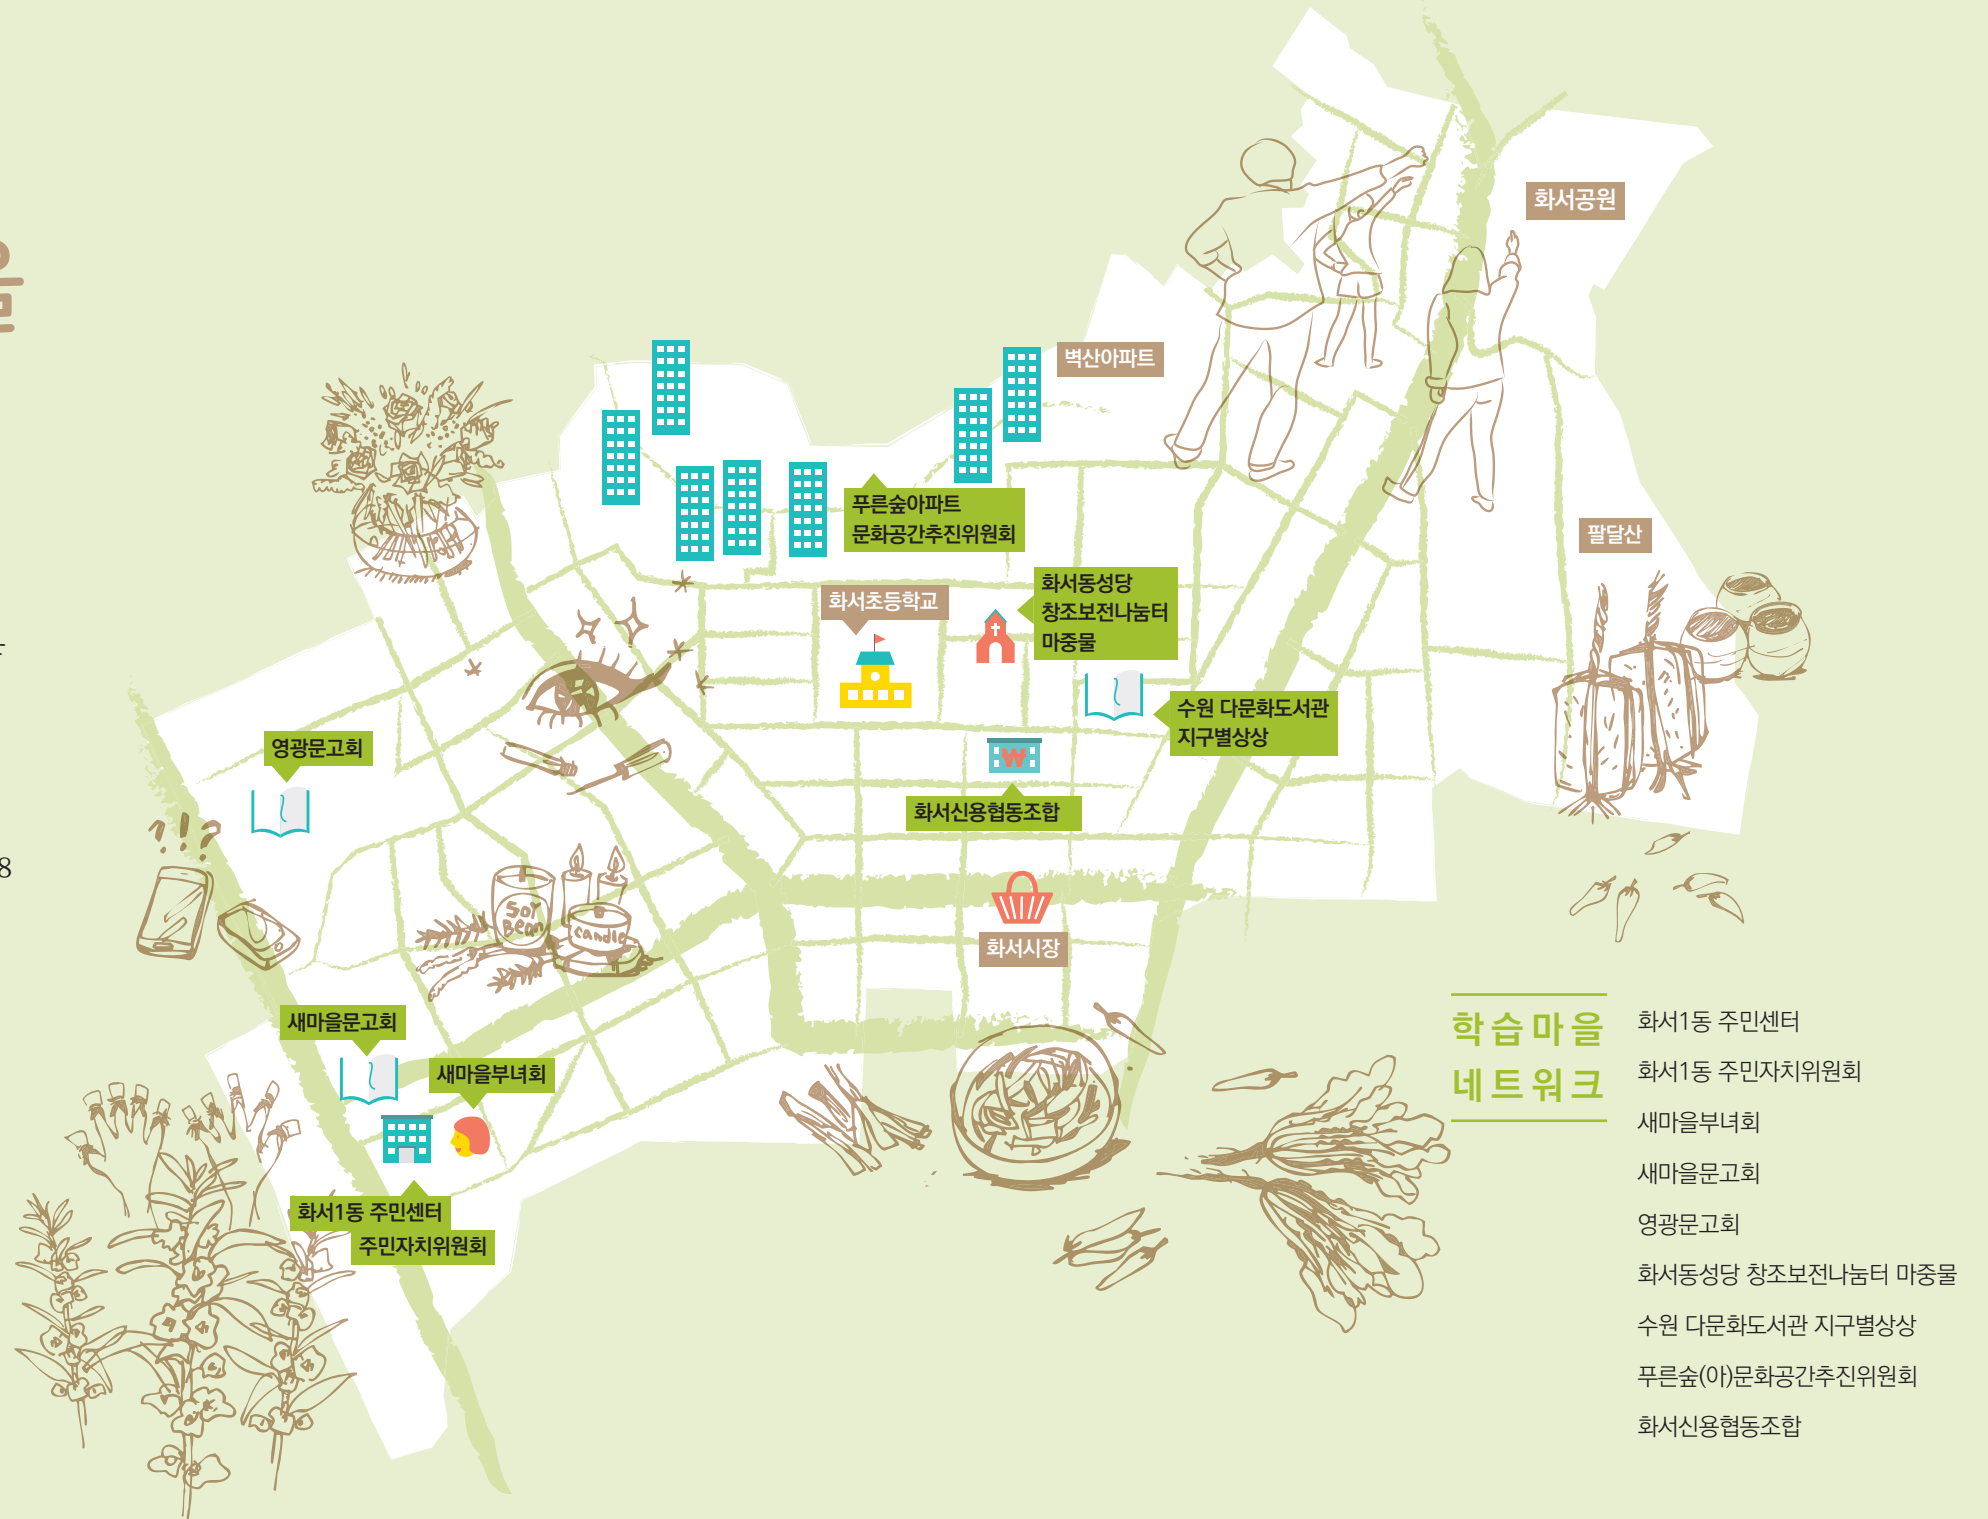 화서공원
벽산아파트
푸른숲아파트
문화공간추진위원회
팔달산
화서동성당
창조보전나눔터
마중물
화서초등학교
수원 다문화도서관
지구별상상
영광문고회
화서신용협동조합
8
SOY
Bean
candle
화서시장
새마을문고회
새마을부녀회
화서1동 주민센터
주민자치위원회
학습마을
네트워크
화서1동 주민센터
화서1동 주민자치위원회
새마을부녀회
새마을문고회
영광문고회
화서동성당 창조보전나눔터 마중물
수원 다문화도서관 지구별상상
푸른숲(아)문화공간추진위원회
화서신용협동조합